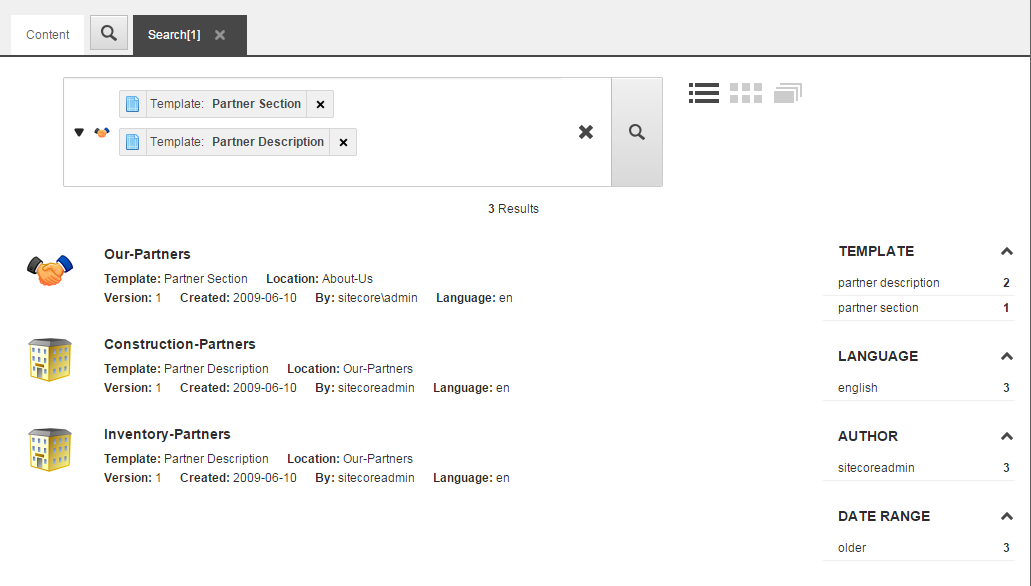 Content
Search[1]
Template: Partner Section
Template: Partner Description
3 Results
Our-Partners
Template: Partner Section Location: About-Us
Version: 1 Created: 2009-06-10 By: sitecore\admin Language: en
Construction-Partners
Template: Partner Description Location: Our-Partners
Version: 1 Created: 2009-06-10 By: sitecoreadmin Language: en
Inventory-Partners
Template: Partner Description Location: Our-Partners
Version: 1 Created: 2009-06-10 By: sitecoreadmin Language: en
TEMPLATE
partner description 2
partner section 1
LANGUAGE
english 3
AUTHOR
sitecoreadmin 3
DATE RANGE
older 3